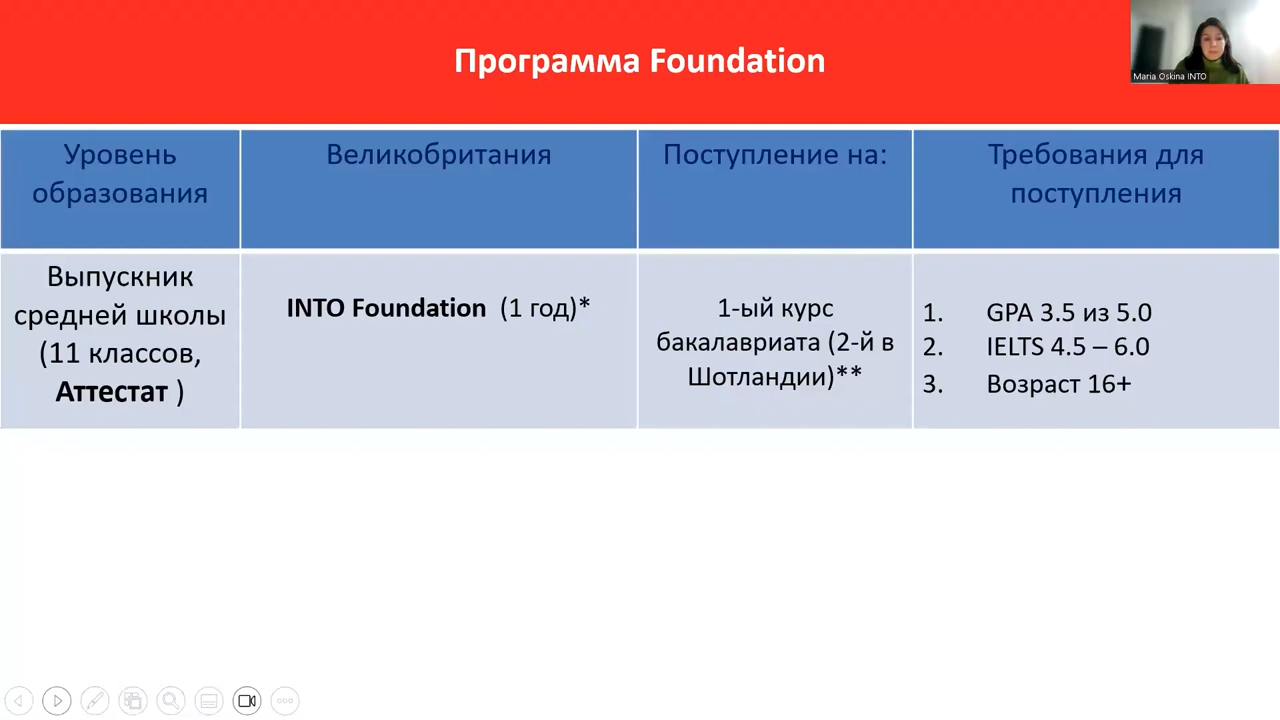 Программа Foundation
Maria Oskina INTO
Уровень
образования
Великобритания
Поступление на:
Требования для
поступления
Выпускник
средней школы
(11 классов,
Аттестат )
INTO Foundation (1 год)*
1-ый курс
бакалавриата (2-й в
Шотландии)**
1. GPA 3.5 из 5.0
2. IELTS 4.5 – 6.0
3. Возраст 16+